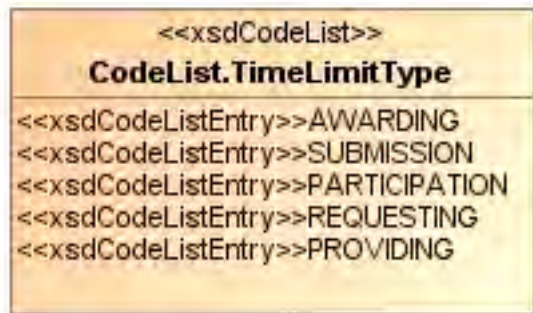 <<xsdCodeList>>
CodeList.TimeLimitType
<<xsdCodeListEntry>>AWARDING
<<xsdCodeListEntry>>SUBMISSION
<<xsdCodeListEntry>>PARTICIPATION
<<xsdCodeListEntry>>REQUESTING
<<xsdCodeListEntry>>PROVIDING